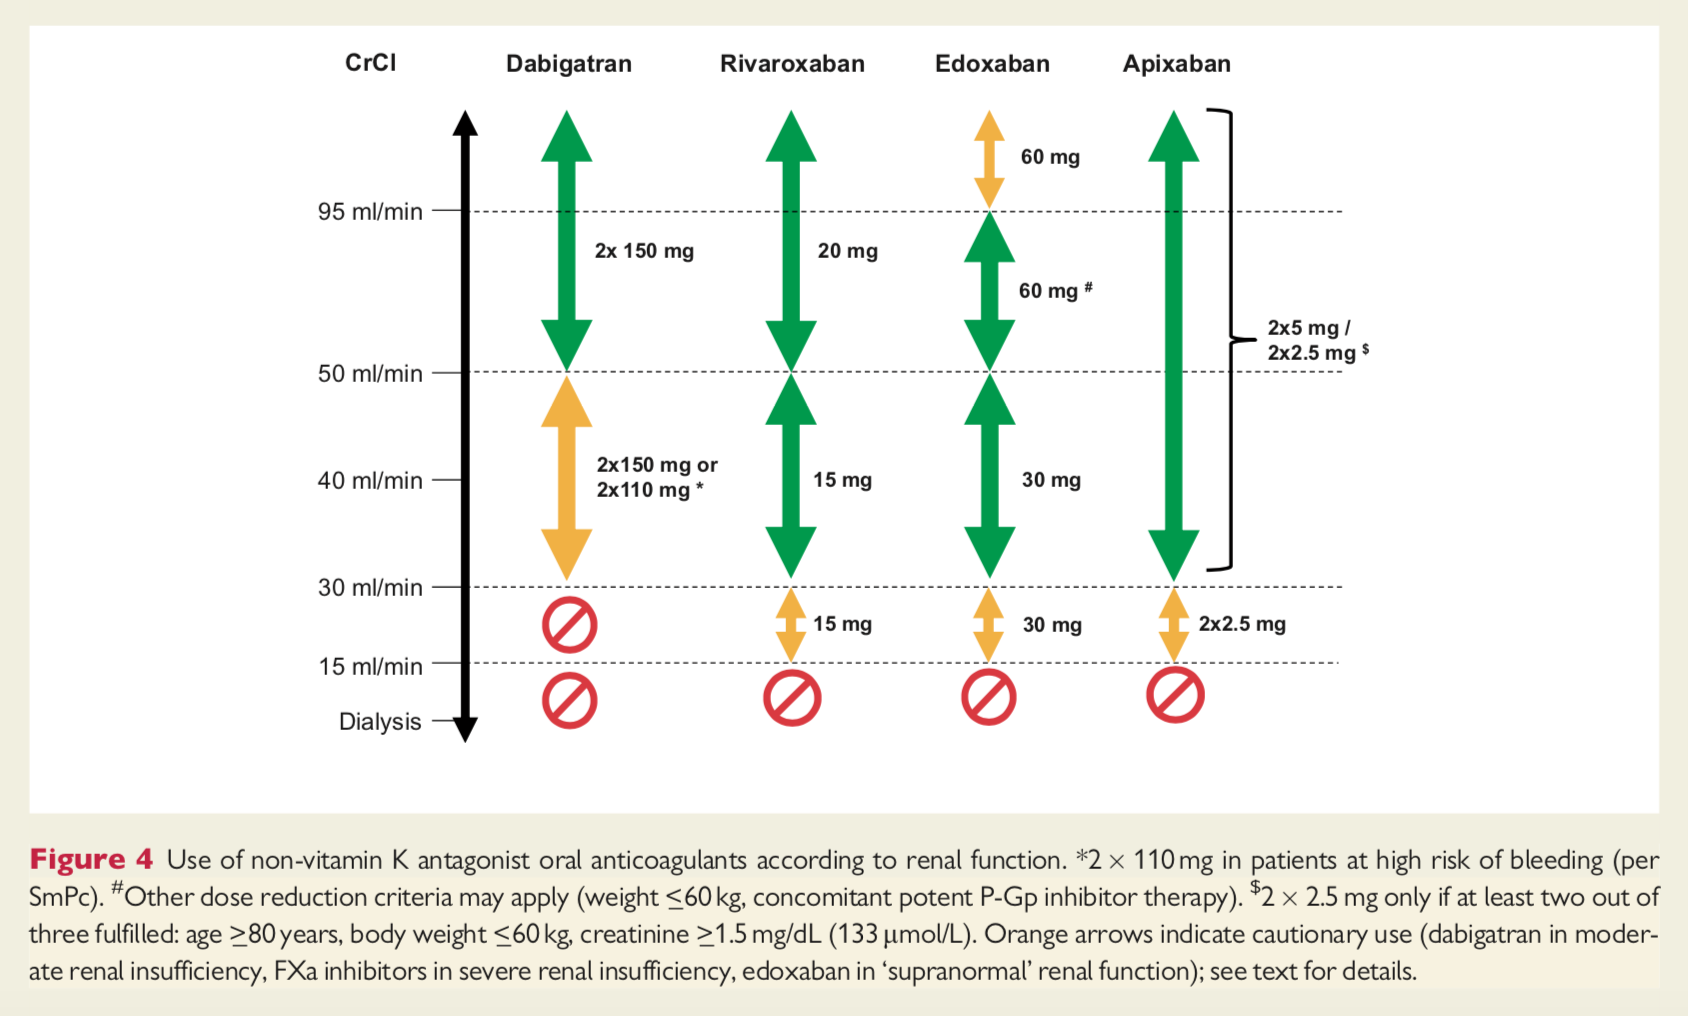 CrCl Dabigatran Rivaroxaban Edoxaban Apixaban
60 mg
95 ml/min
2x 150 mg 20 mg
60 mg #
2x5 mg /
2x2.5 mg $
50 ml/min
2x150 mg or
2x110 mg *
40 ml/min 15 mg 30 mg
30 ml/min
15 mg 30 mg 2x2.5 mg
15 ml/min
Dialysis
Figure 4 Use of non-vitamin K antagonist oral anticoagulants according to renal function. *2 × 110 mg in patients at high risk of bleeding (per
SmPc). #Other dose reduction criteria may apply (weight ≤60 kg, concomitant potent P-Gp inhibitor therapy). $2 × 2.5 mg only if at least two out of
three fulfilled: age ≥80 years, body weight ≤60 kg, creatinine ≥1.5 mg/dL (133 μmol/L). Orange arrows indicate cautionary use (dabigatran in moder-
ate renal insufficiency, FXa inhibitors in severe renal insufficiency, edoxaban in ‘supranormal’ renal function); see text for details.